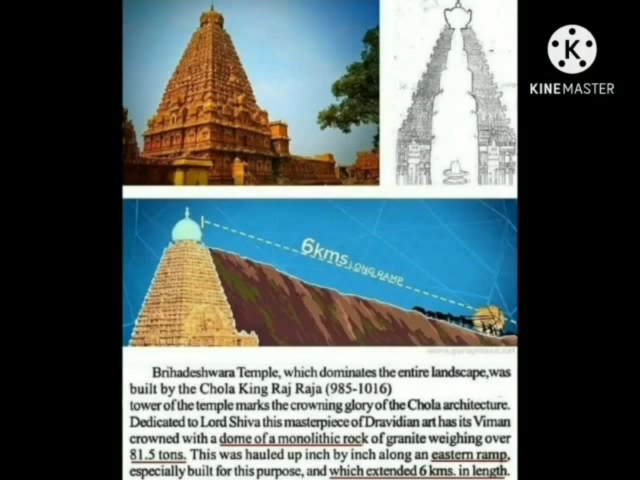 KINEMASTER
6kms LONG RAMP
Brihadeshwara Temple, which dominates the entire landscape,was
built by the Chola King Raj Raja (985-1016)
tower of the temple marks the crowning glory of the Chola architecture.
Dedicated to Lord Shiva this masterpiece of Dravidian art has its Viman
crowned with a dome of a monolithic rock of granite weighing over
81.5 tons. This was hauled up inch by inch along an eastern ramp,
especially built for this purpose, and which extended 6 kms. in length.